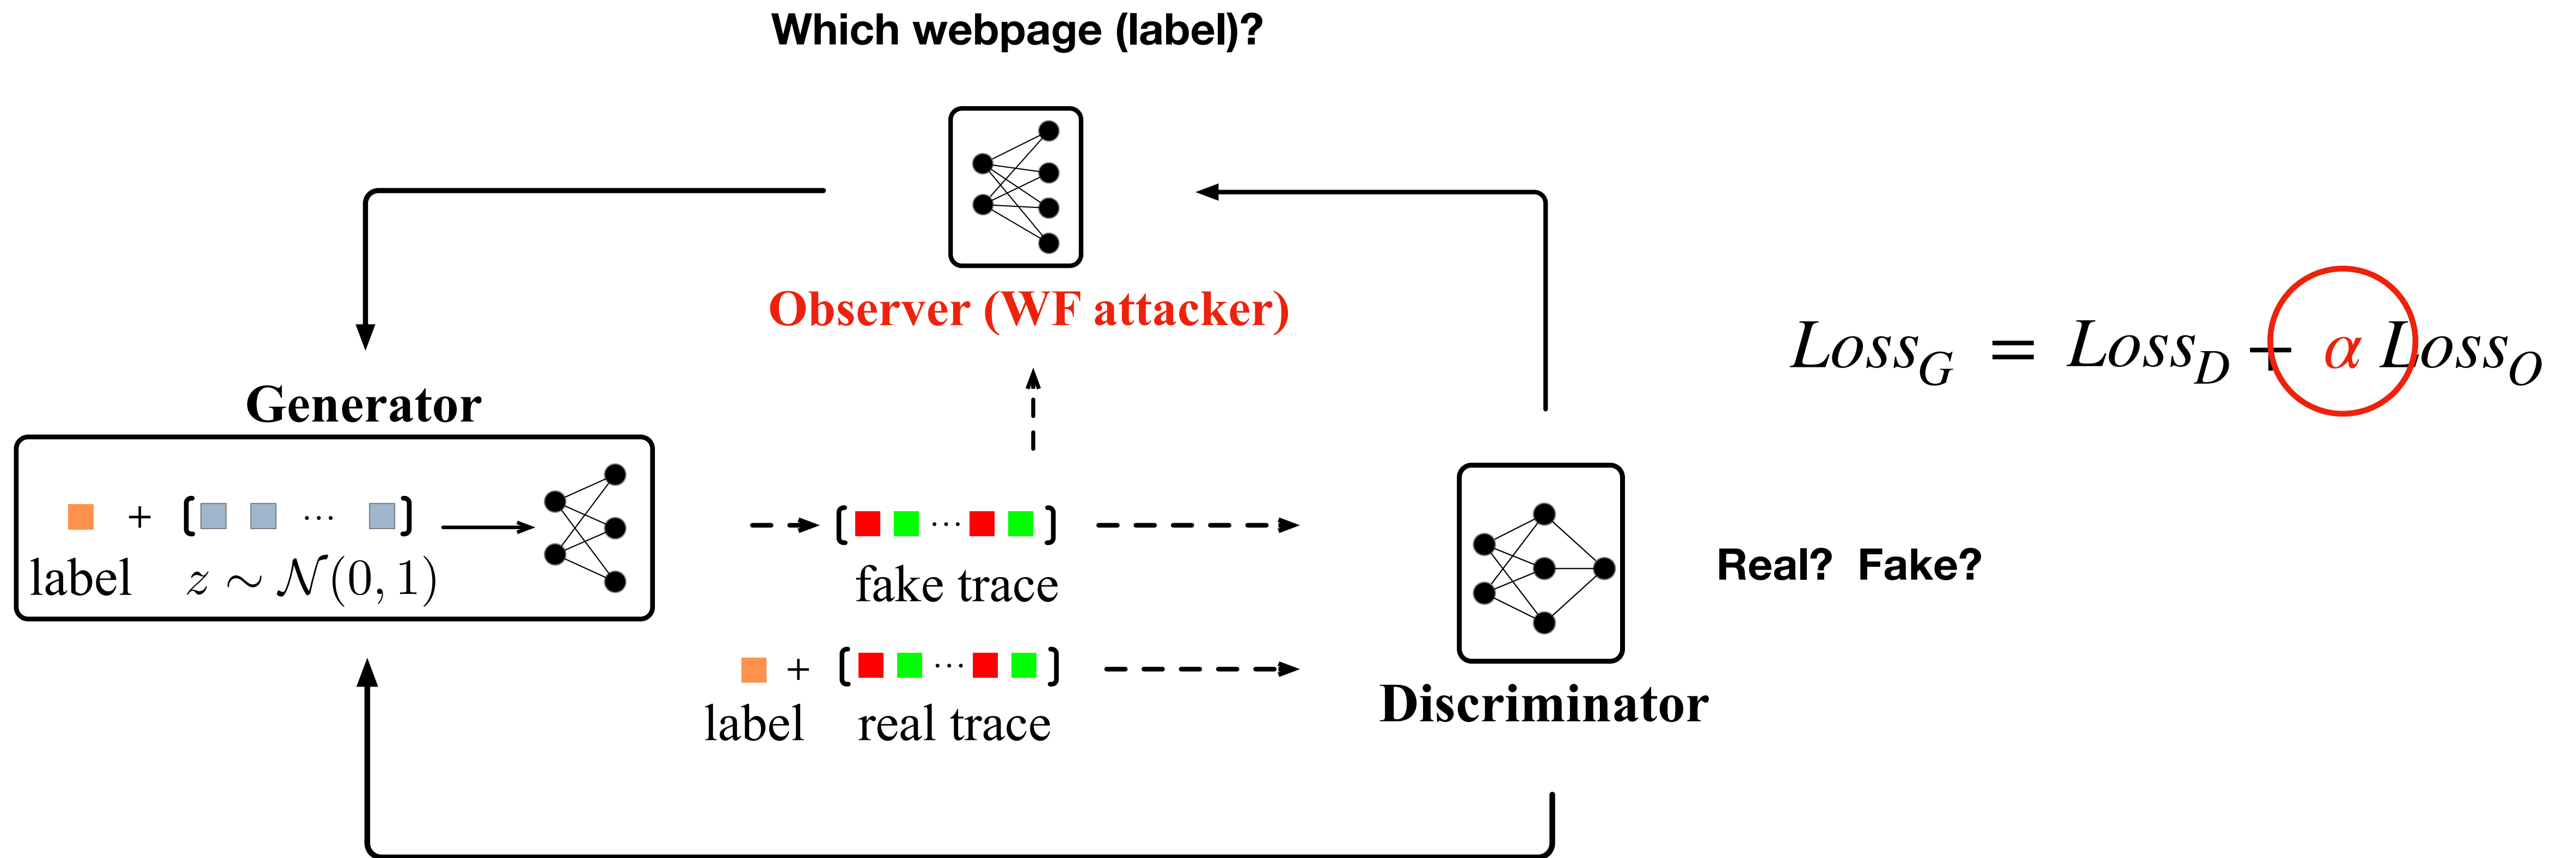 Which webpage (label)?
Observer (WF attacker)
Loss_G = Loss_D + α Loss_O
Generator
+ [ ... ]
label z ∼ 𝒩(0, 1)
[ ... ]
fake trace
Real? Fake?
+ [ ... ]
label real trace
Discriminator